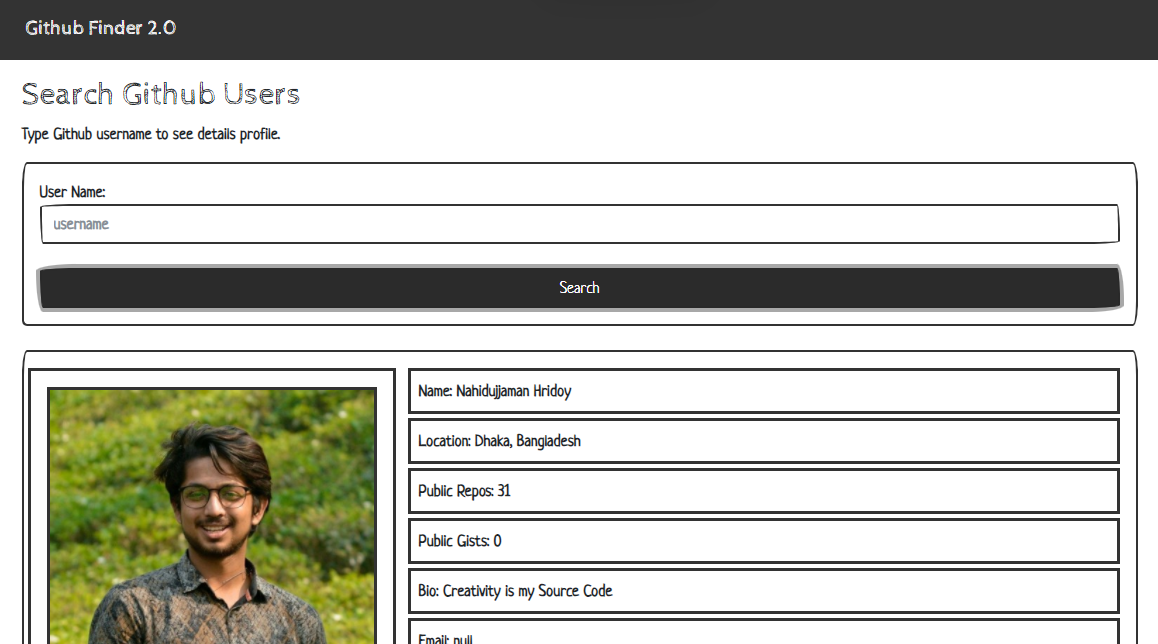 Github Finder 2.0
Search Github Users
Type Github username to see details profile.
User Name:
username
Search
Name: Nahidujjaman Hridoy
Location: Dhaka, Bangladesh
Public Repos: 31
Public Gists: 0
Bio: Creativity is my Source Code
Email: null